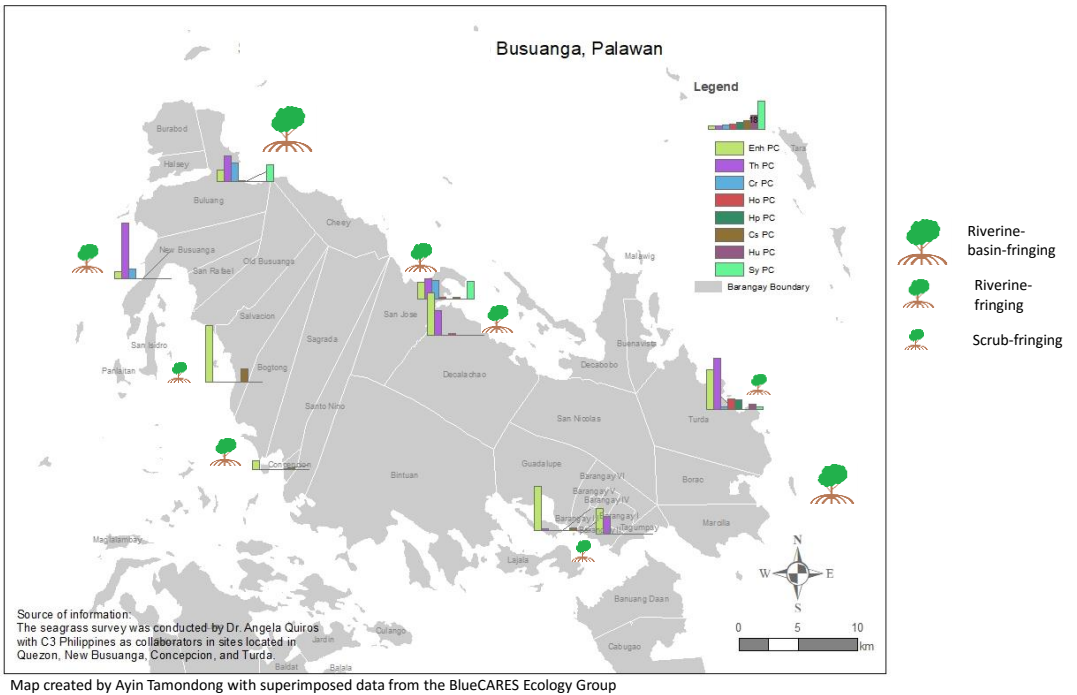 Busuanga, Palawan
Legend
18
Enh PC
Th PC
Cr PC
Ho PC
Hp PC
Cs PC
Hu PC
Sy PC
Barangay Boundary
Riverine-
basin-fringing
Riverine-
fringing
Scrub-fringing
Burabod
Halsey
Buluang
Cheey
New Busuanga
Old Busuanga
San Rafael
Salvacion
San Isidro
Panlaitan
Bogtong
Sagrada
Santo Nino
Concepcion
San Jose
Decalachao
Bintuan
Malawig
Buenavista
Decabobo
San Nicolas
Turda
Tara
Guadalupe
Barangay VI
Barangay V
Barangay IV
Barangay I
Tagumpay
Borac
Marcilla
Lajala
Banuang Daan
Cabugao
Maglalambay
Jardin
Culango
Baldat
Balala
N
W
E
S
0
5
10
km
Source of information:
The seagrass survey was conducted by Dr. Angela Quiros
with C3 Philippines as collaborators in sites located in
Quezon, New Busuanga, Concepcion, and Turda.
Map created by Ayin Tamondong with superimposed data from the BlueCARES Ecology Group